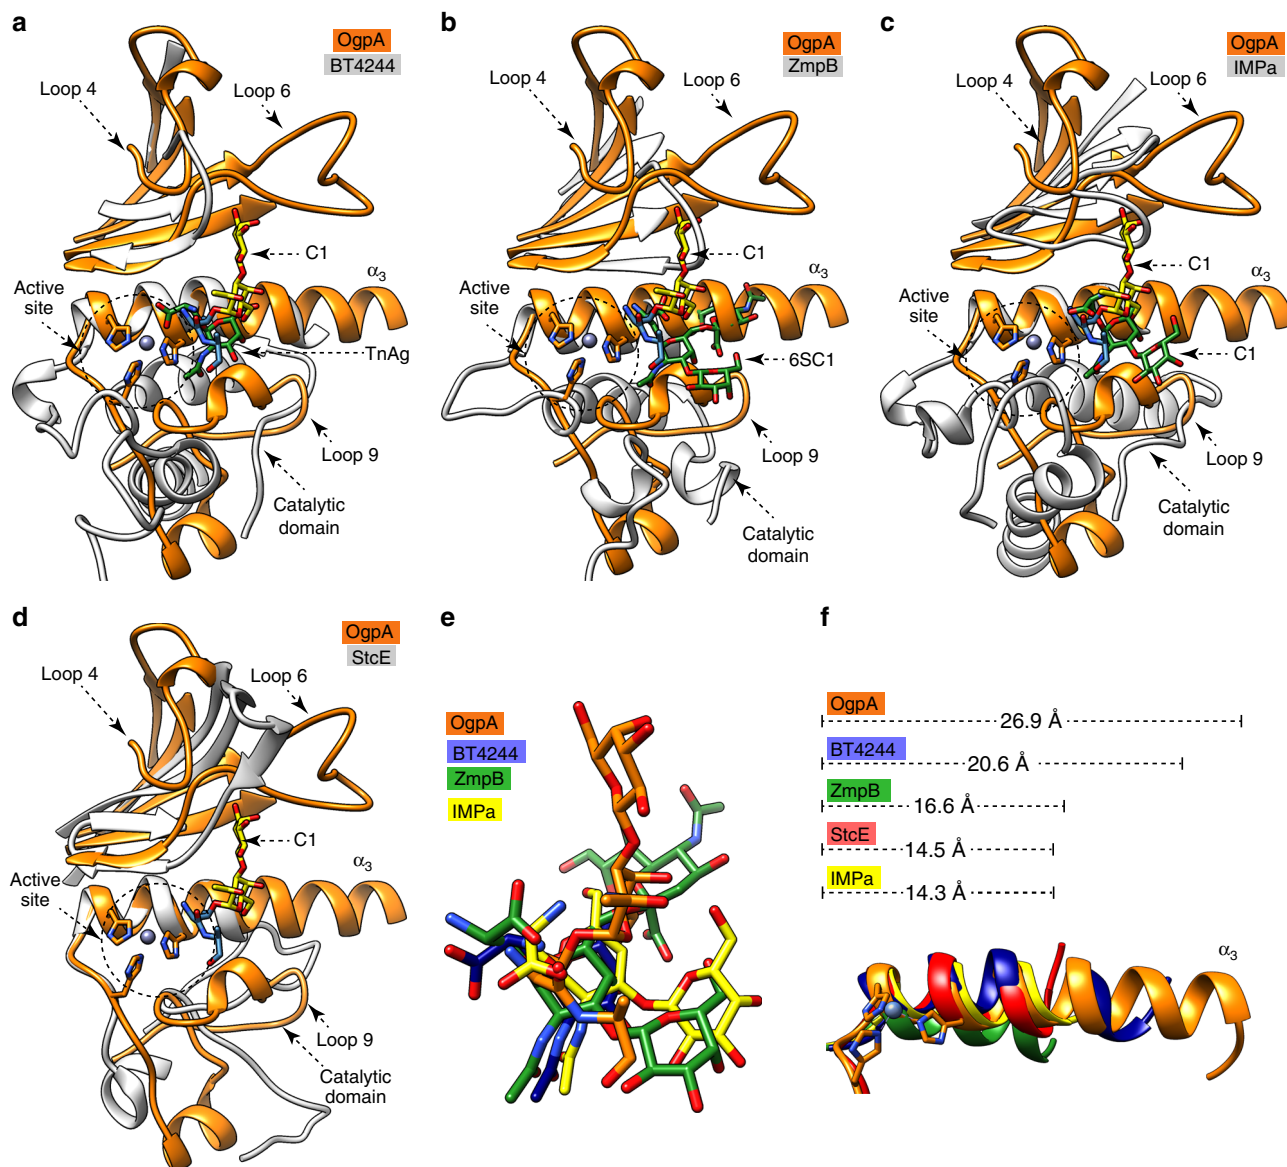 a
OgpA
BT4244
Loop 4
Loop 6
C1
α3
Active
site
TnAg
Loop 9
Catalytic
domain
b
OgpA
ZmpB
Loop 4
Loop 6
C1
α3
Active
site
6SC1
Loop 9
Catalytic
domain
c
OgpA
IMPa
Loop 4
Loop 6
C1
α3
Active
site
C1
Loop 9
Catalytic
domain
d
OgpA
StcE
Loop 4
Loop 6
C1
α3
Active
site
Loop 9
Catalytic
domain
e
OgpA
BT4244
ZmpB
IMPa
f
OgpA
26.9 Å
BT4244
20.6 Å
ZmpB
16.6 Å
StcE
14.5 Å
IMPa
14.3 Å
α3